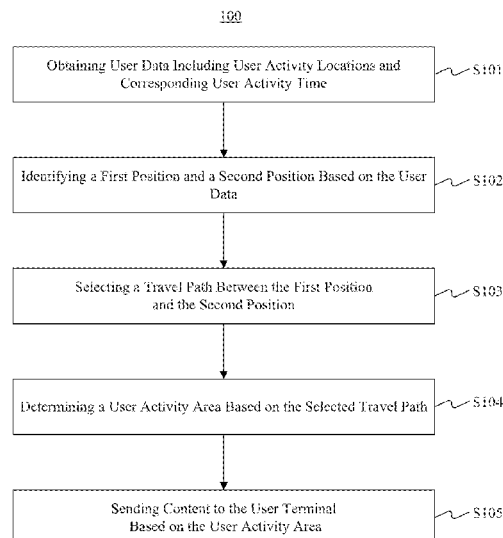 100
Obtaining User Data Including User Activity Locations and
Corresponding User Activity Time
S101
Identifying a First Position and a Second Position Based on the User
Data
S102
Selecting a Travel Path Between the First Position
and the Second Position
S103
Determining a User Activity Area Based on the Selected Travel Path
S104
Sending Content to the User Terminal
Based on the User Activity Area
S105